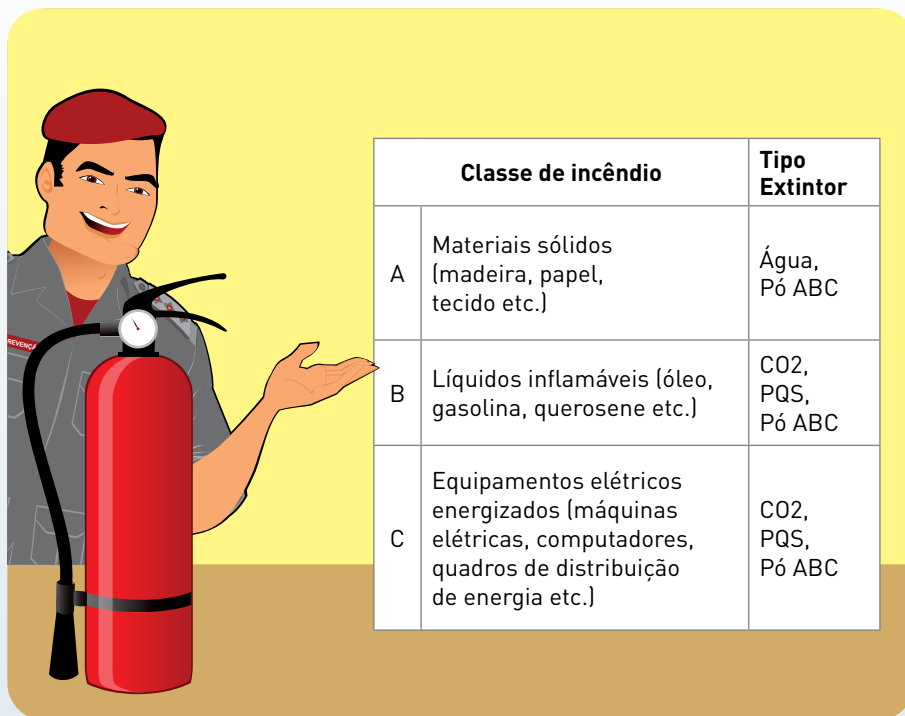 Classe de incêndio
Tipo
Extintor
A
Materiais sólidos
(madeira, papel,
tecido etc.)
Água,
Pó ABC
B
Líquidos inflamáveis (óleo,
gasolina, querosene etc.)
CO2,
PQS,
Pó ABC
C
Equipamentos elétricos
energizados (máquinas
elétricas, computadores,
quadros de distribuição
de energia etc.)
CO2,
PQS,
Pó ABC